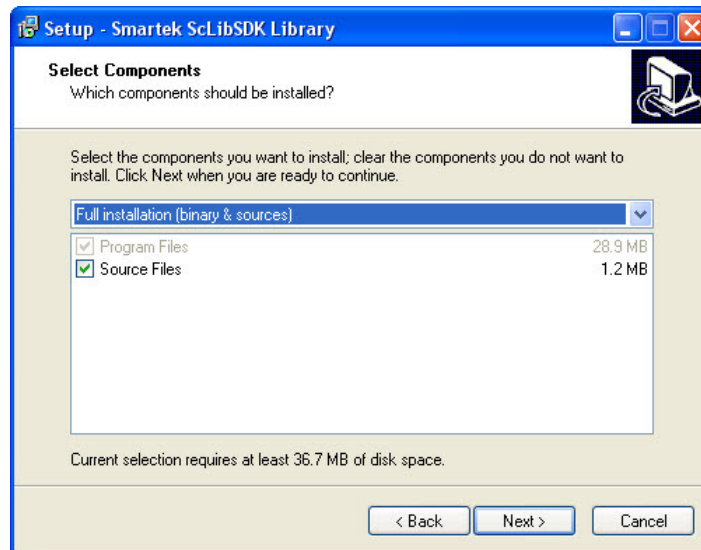 Setup - Smartek ScLibSDK Library
Select Components
Which components should be installed?
Select the components you want to install; clear the components you do not want to
install. Click Next when you are ready to continue.
Full installation (binary & sources)
Program Files 28.9 MB
Source Files 1.2 MB
Current selection requires at least 36.7 MB of disk space.
< Back Next > Cancel